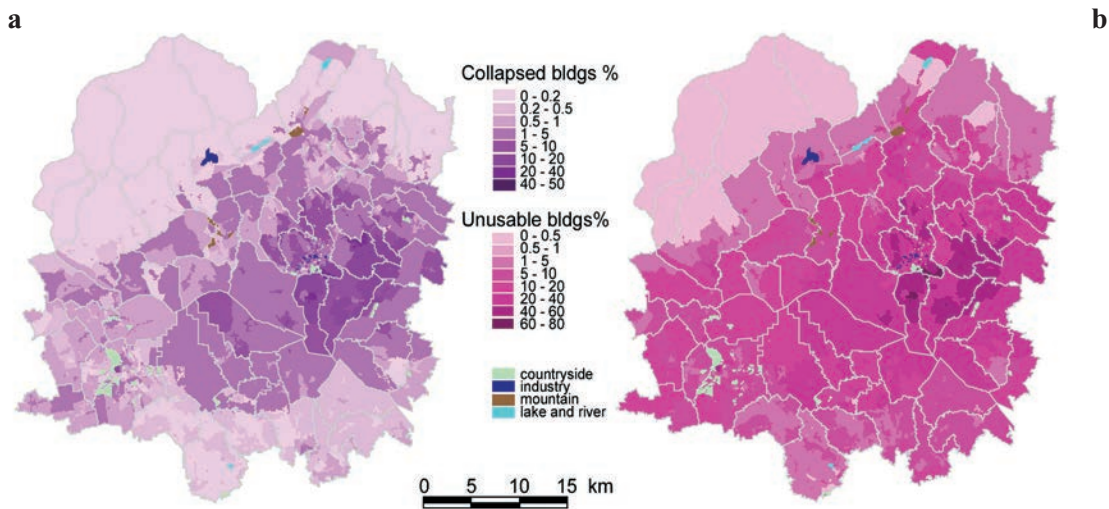 a
b
Collapsed bldgs %
0 - 0.2
0.2 - 0.5
0.5 - 1
1 - 5
5 - 10
10 - 20
20 - 40
40 - 50
Unusable bldgs%
0 - 0.5
0.5 - 1
1 - 5
5 - 10
10 - 20
20 - 40
40 - 60
60 - 80
countryside
industry
mountain
lake and river
0 5 10 15 km